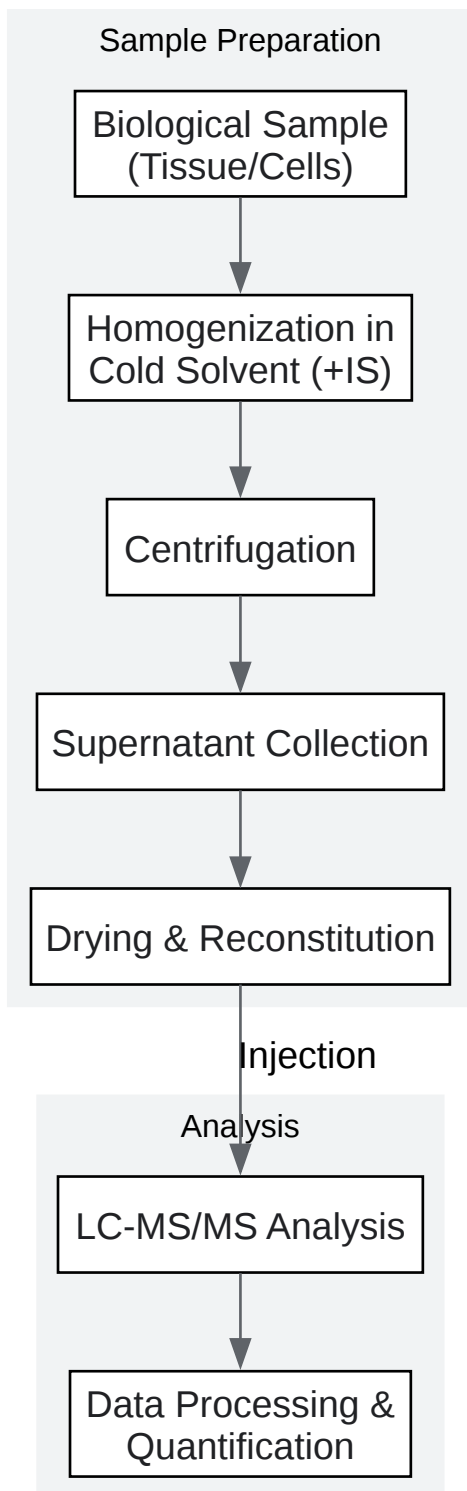 Sample Preparation
Biological Sample
(Tissue/Cells)
Homogenization in
Cold Solvent (+IS)
Centrifugation
Supernatant Collection
Drying & Reconstitution
Injection
Analysis
LC-MS/MS Analysis
Data Processing &
Quantification